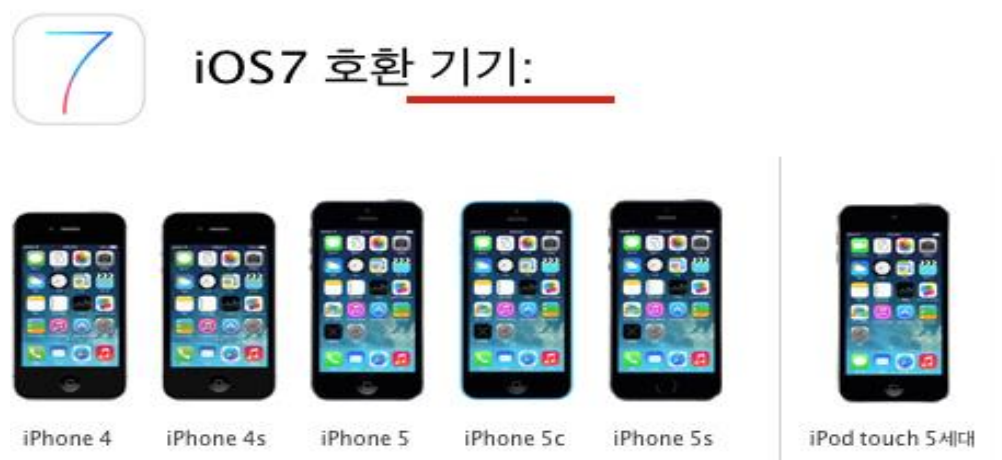 7
iOS7 호환 기기:
iPhone 4
iPhone 4s
iPhone 5
iPhone 5c
iPhone 5s
iPod touch 5세대